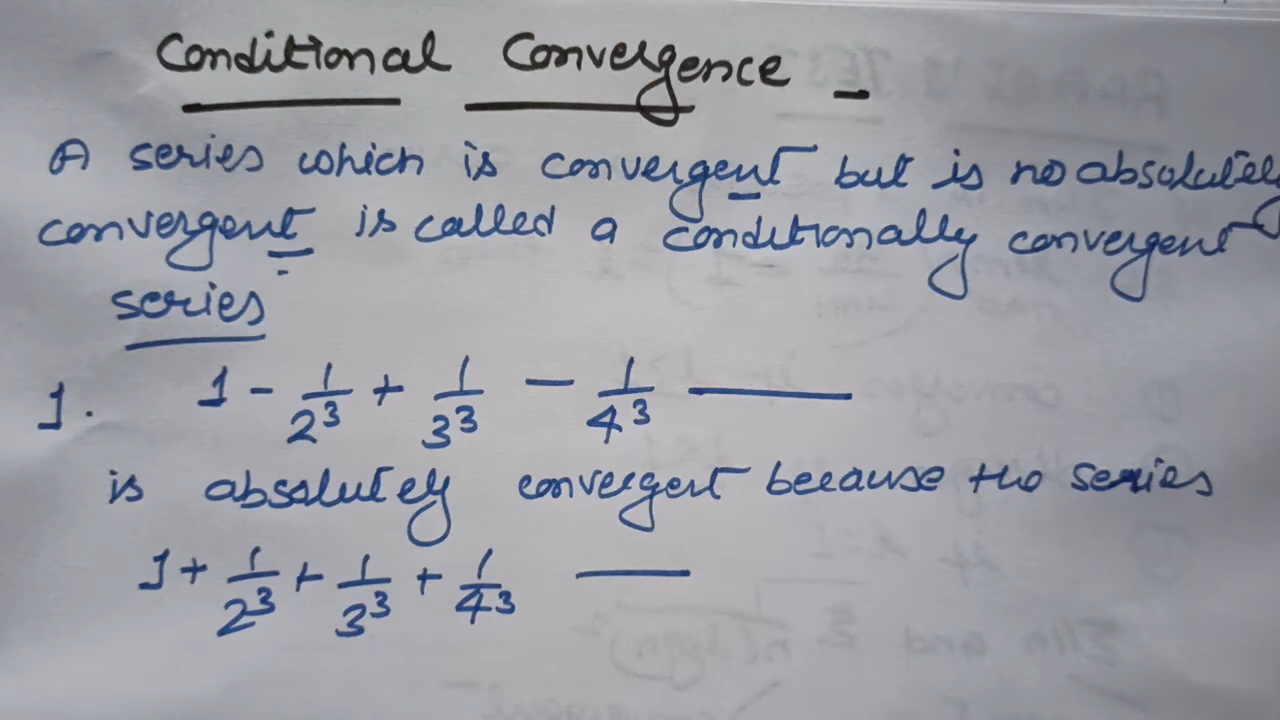 Conditional Convergence -
A series which is convergent but is no absolutely
convergent is called a conditionally convergent
series
1. 1 - 1/2³ + 1/3³ - 1/4³ ———
is absolutely convergent because the series
1 + 1/2³ + 1/3³ + 1/4³ ———